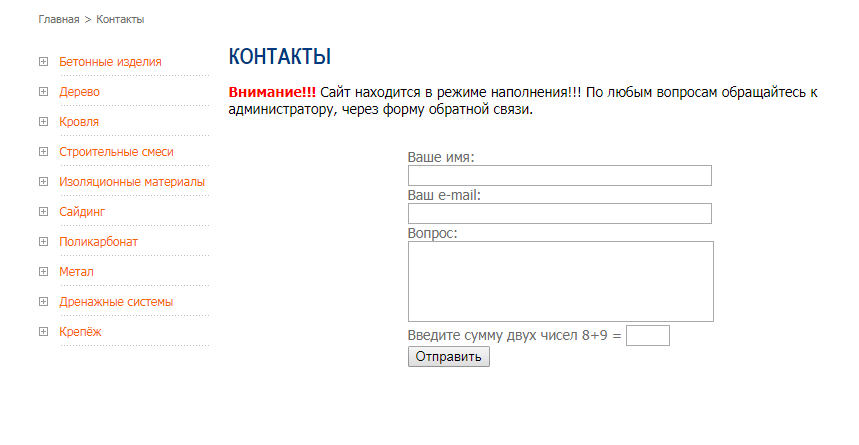 Главная > Контакты
Бетонные изделия
Дерево
Кровля
Строительные смеси
Изоляционные материалы
Сайдинг
Поликарбонат
Метал
Дренажные системы
Крепёж
КОНТАКТЫ
Внимание!!! Сайт находится в режиме наполнения!!! По любым вопросам обращайтесь к
администратору, через форму обратной связи.
Ваше имя:
Ваш e-mail:
Вопрос:
Введите сумму двух чисел 8+9 =
Отправить